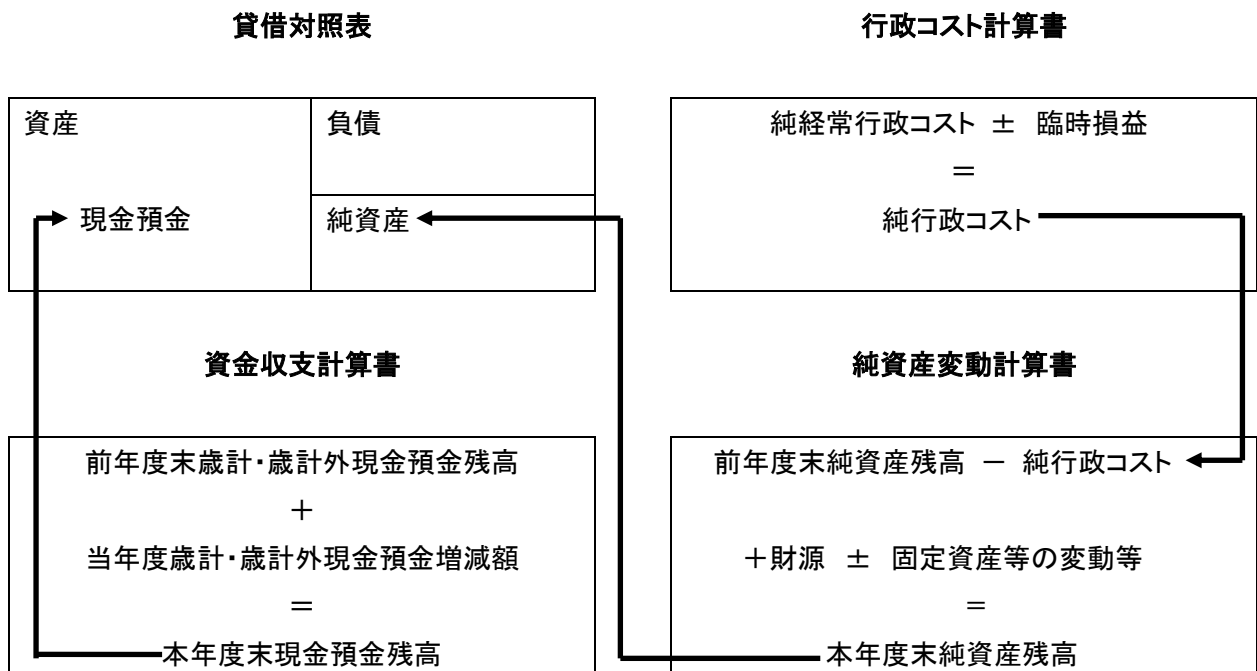 貸借対照表
資産
負債
現金預金
純資産
行政コスト計算書
純経常行政コスト ± 臨時損益
=
純行政コスト
資金収支計算書
前年度末歳計・歳計外現金預金残高
+
当年度歳計・歳計外現金預金増減額
=
本年度末現金預金残高
純資産変動計算書
前年度末純資産残高 － 純行政コスト
+財源 ± 固定資産等の変動等
=
本年度末純資産残高